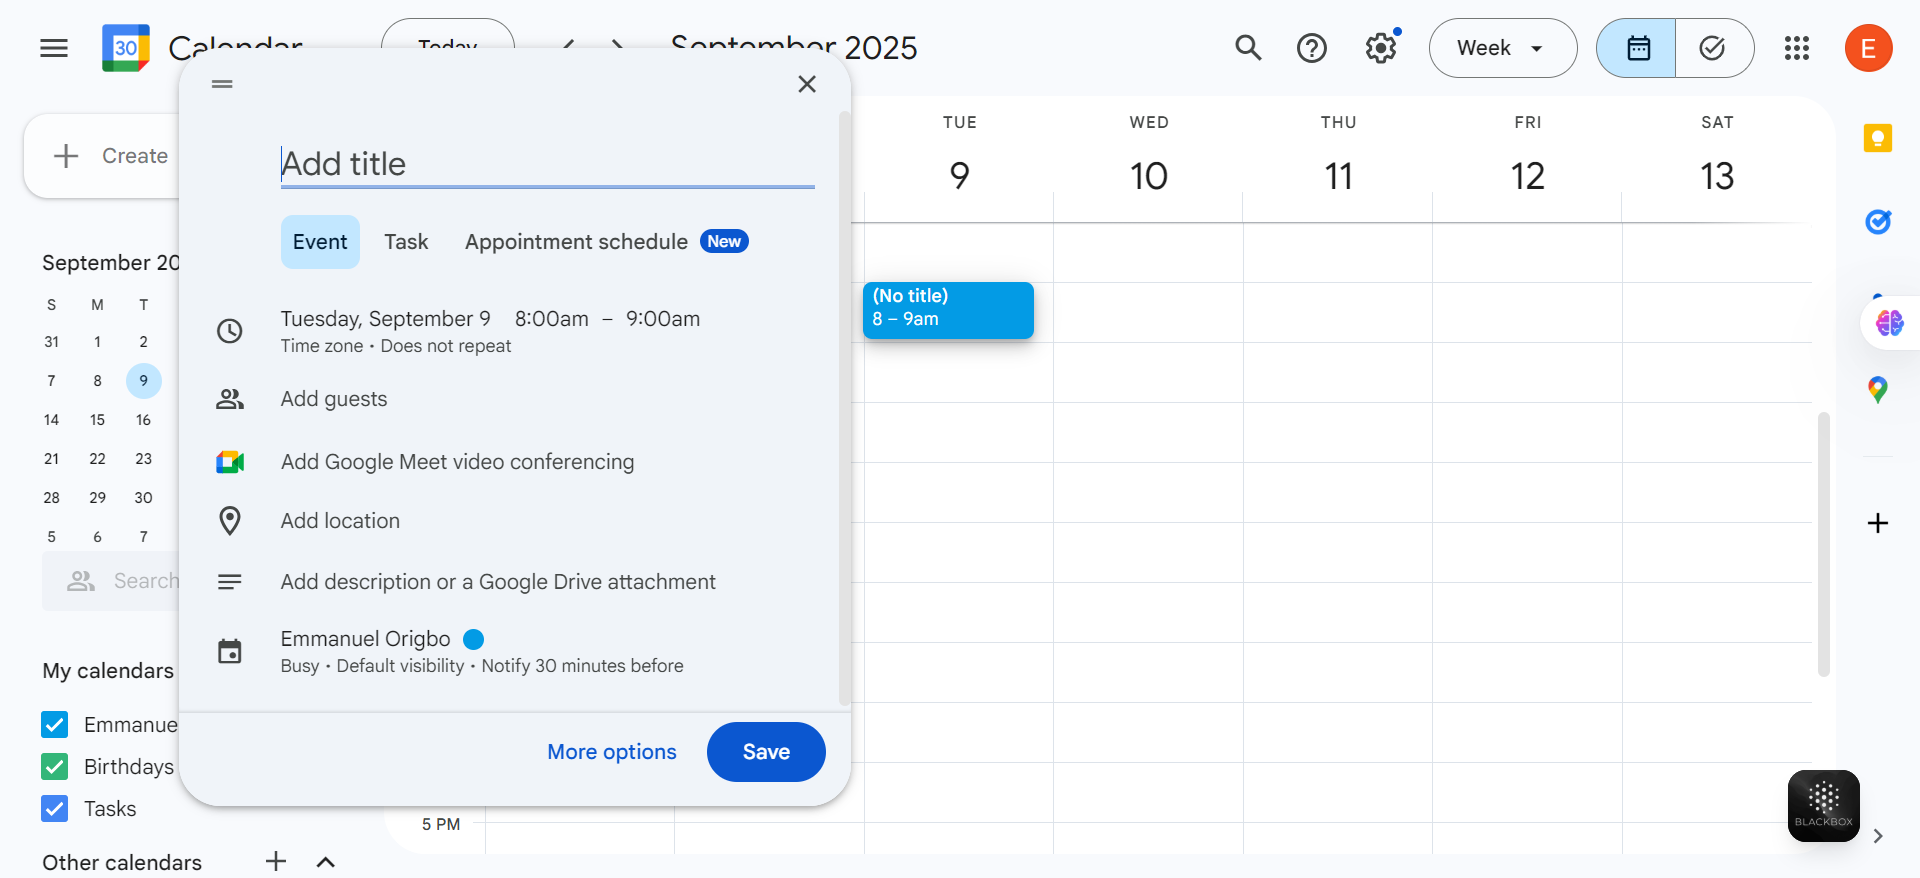 30
Calendar
Today
September 2025
Week
E
Create
September 20
S M T
31 1 2
7 8 9
14 15 16
21 22 23
28 29 30
5 6 7
Search
My calendars
Emmanue
Birthdays
Tasks
Other calendars
Add title
Event
Task
Appointment schedule
New
Tuesday, September 9 8:00am – 9:00am
Time zone • Does not repeat
Add guests
Add Google Meet video conferencing
Add location
Add description or a Google Drive attachment
Emmanuel Origbo
Busy • Default visibility • Notify 30 minutes before
More options
Save
TUE WED THU FRI SAT
9 10 11 12 13
(No title)
8 – 9am
5 PM
BLACKBOX